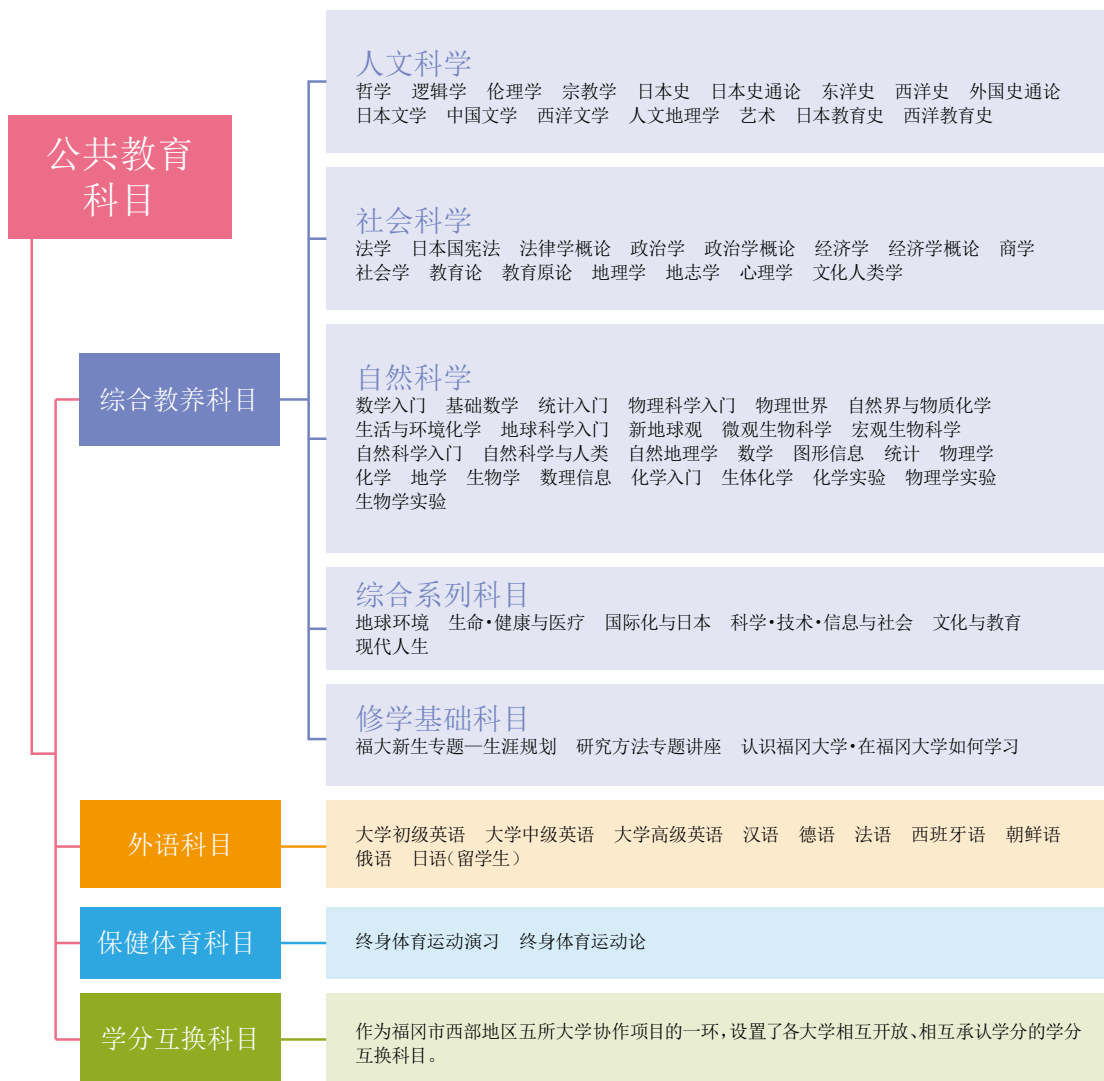 公共教育
科目
综合教养科目
人文科学
哲学 逻辑学 伦理学 宗教学 日本史 日本史通论 东洋史 西洋史 外国史通论
日本文学 中国文学 西洋文学 人文地理学 艺术 日本教育史 西洋教育史
社会科学
法学 日本国宪法 法律学概论 政治学 政治学概论 经济学 经济学概论 商学
社会学 教育论 教育原论 地理学 地志学 心理学 文化人类学
自然科学
数学入门 基础数学 统计入门 物理科学入门 物理世界 自然界与物质化学
生活与环境化学 地球科学入门 新地球观 微观生物科学 宏观生物科学
自然科学入门 自然科学与人类 自然地理学 数学 图形信息 统计 物理学
化学 地学 生物学 数理信息 化学入门 生体化学 化学实验 物理学实验
生物学实验
综合系列科目
地球环境 生命・健康与医疗 国际化与日本 科学・技术・信息与社会 文化与教育
现代人生
修学基础科目
福大新生专题—生涯规划 研究方法专题讲座 认识福冈大学・在福冈大学如何学习
外语科目
大学初级英语 大学中级英语 大学高级英语 汉语 德语 法语 西班牙语 朝鲜语
俄语 日语（留学生）
保健体育科目
终身体育运动演习 终身体育运动论
学分互换科目
作为福冈市西部地区五所大学协作项目的一环，设置了各大学相互开放、相互承认学分的学分
互换科目。